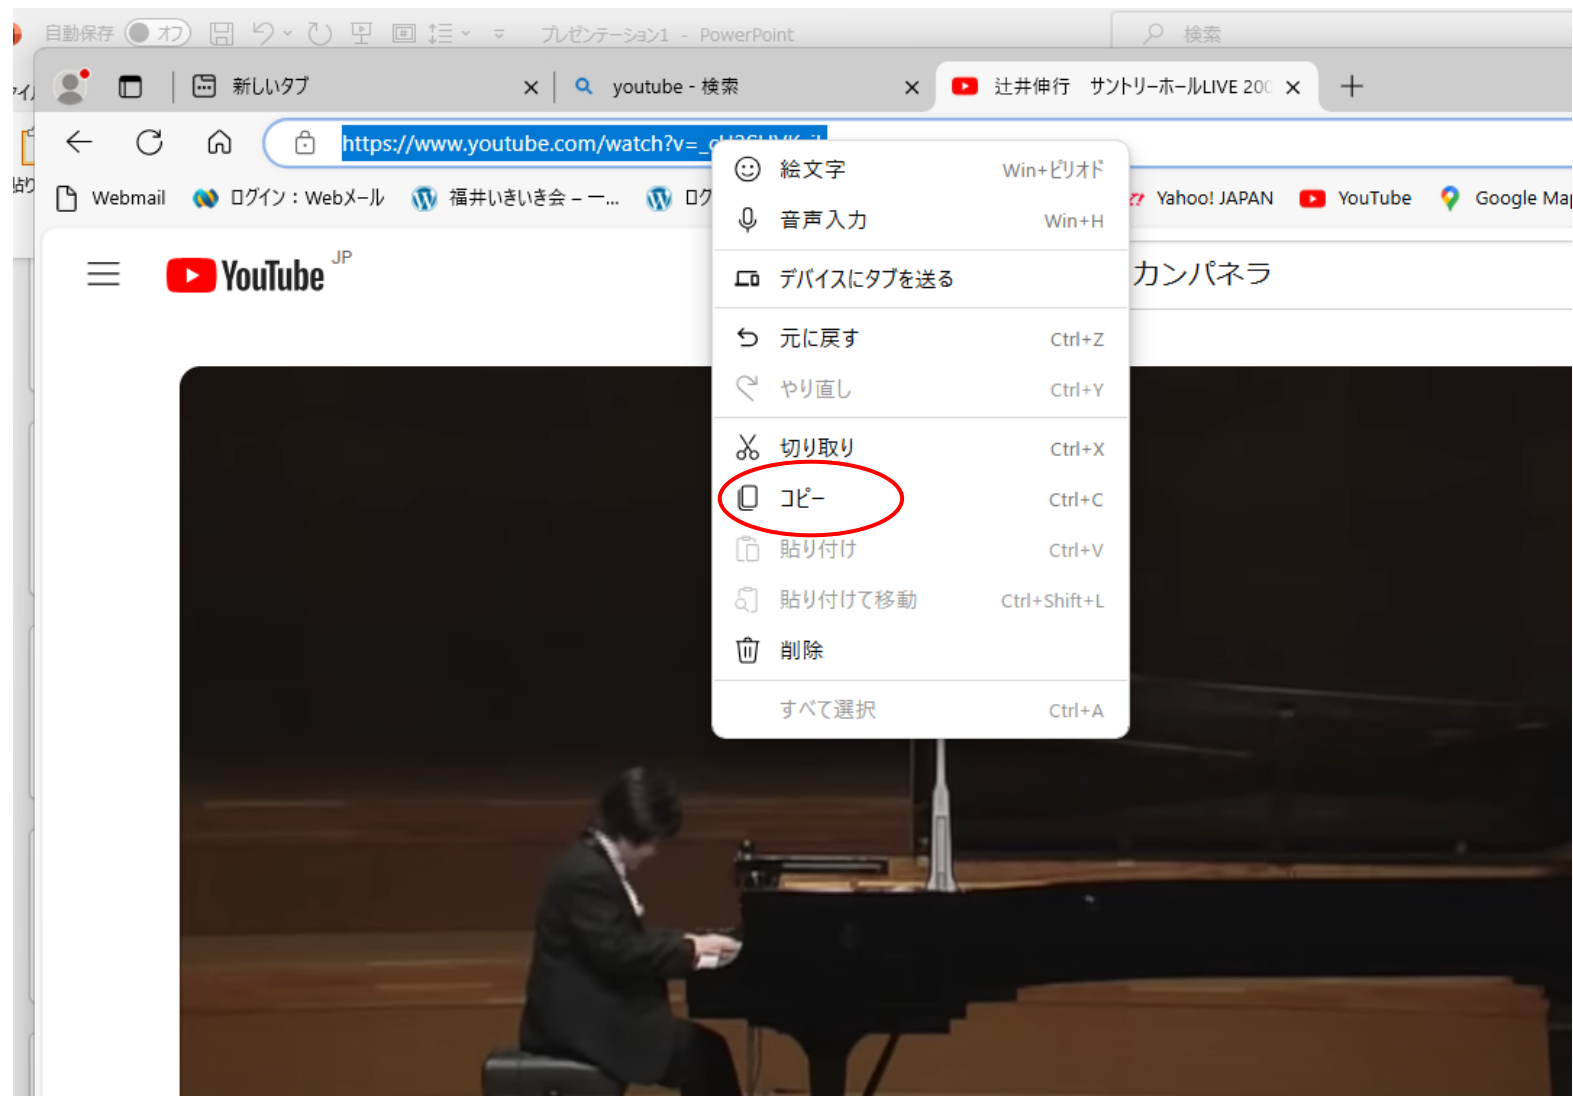 自動保存 オフ プレゼンテーション1 - PowerPoint 検索
新しいタブ youtube - 検索 辻井伸行 サントリーホールLIVE 200
https://www.youtube.com/watch?v=_
Webmail ログイン：Webメール 福井いきいき会 – 一... ログ Yahoo! JAPAN YouTube Google Map
YouTube JP カンパネラ
絵文字 Win+ピリオド
音声入力 Win+H
デバイスにタブを送る
元に戻す Ctrl+Z
やり直し Ctrl+Y
切り取り Ctrl+X
コピー Ctrl+C
貼り付け Ctrl+V
貼り付けて移動 Ctrl+Shift+L
削除
すべて選択 Ctrl+A